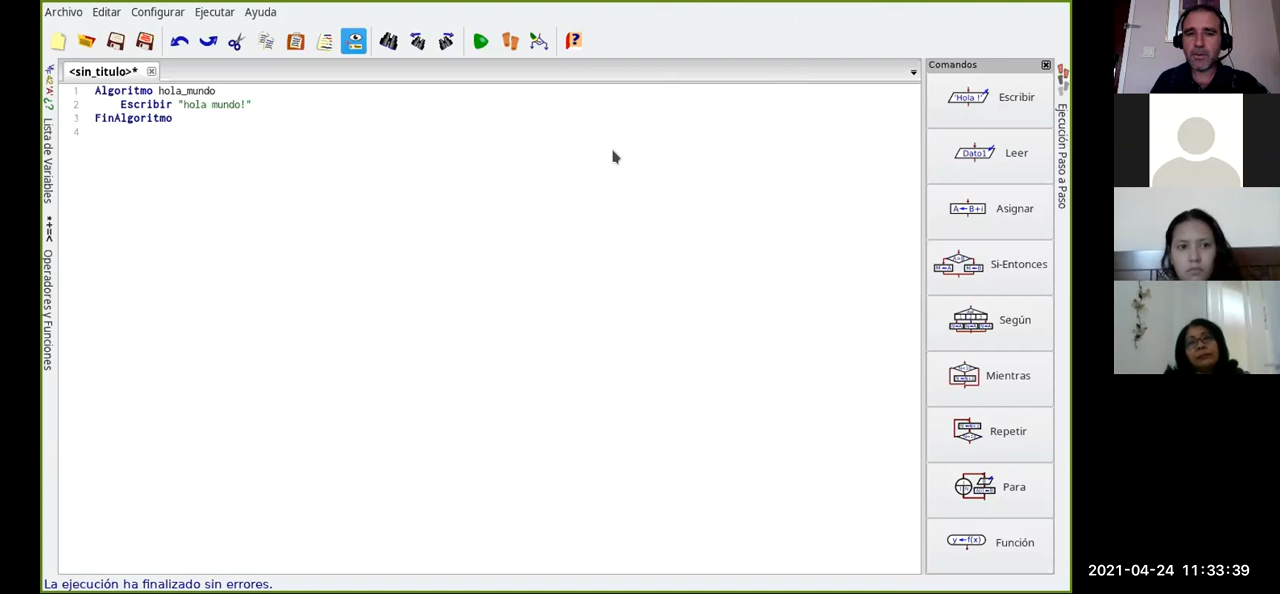 Archivo Editar Configurar Ejecutar Ayuda
<sin_titulo>*
Comandos
1 Algoritmo hola_mundo
2 Escribir "hola mundo!"
3 FinAlgoritmo
4
Lista de Variables
*+=< Operadores y Funciones
'Hola !' Escribir
Dato1 Leer
A←B+i Asignar
Si-Entonces
Según
Mientras
Repetir
Para
y←f(x) Función
Ejecución Paso a Paso
La ejecución ha finalizado sin errores.
2021-04-24 11:33:39